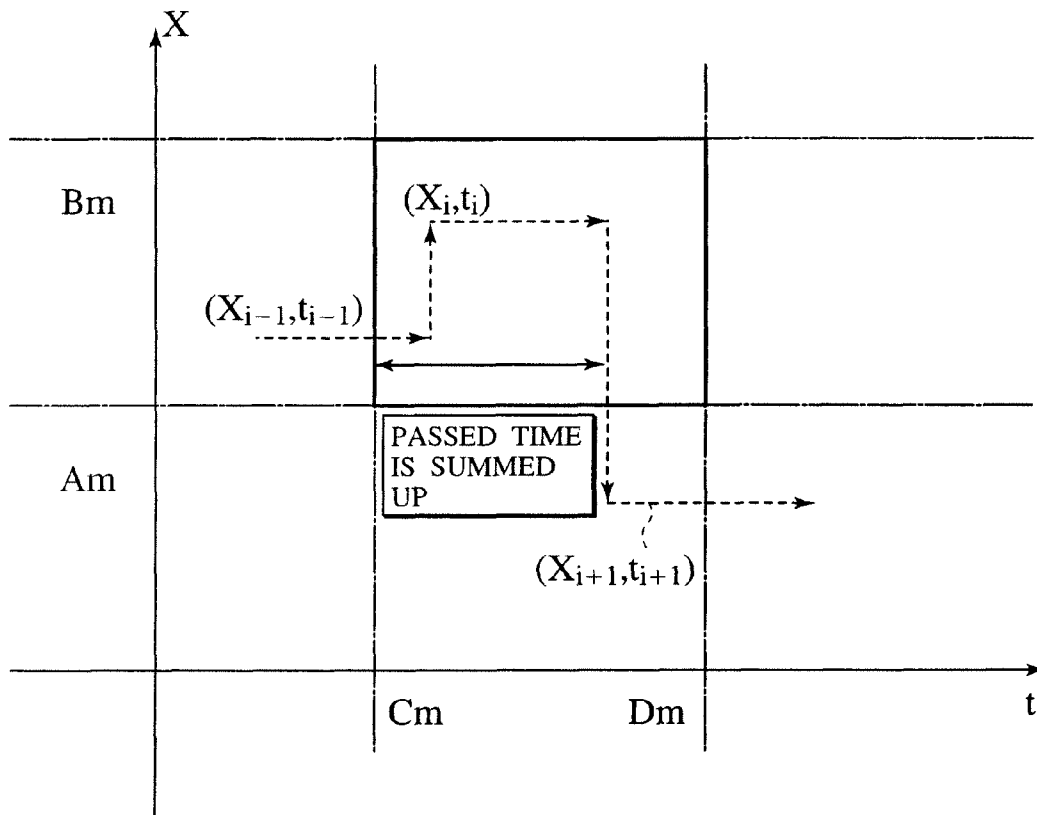 X
Bm
(Xi,ti)
(Xi−1,ti−1)
PASSED TIME
IS SUMMED
UP
Am
(Xi+1,ti+1)
Cm
Dm
t